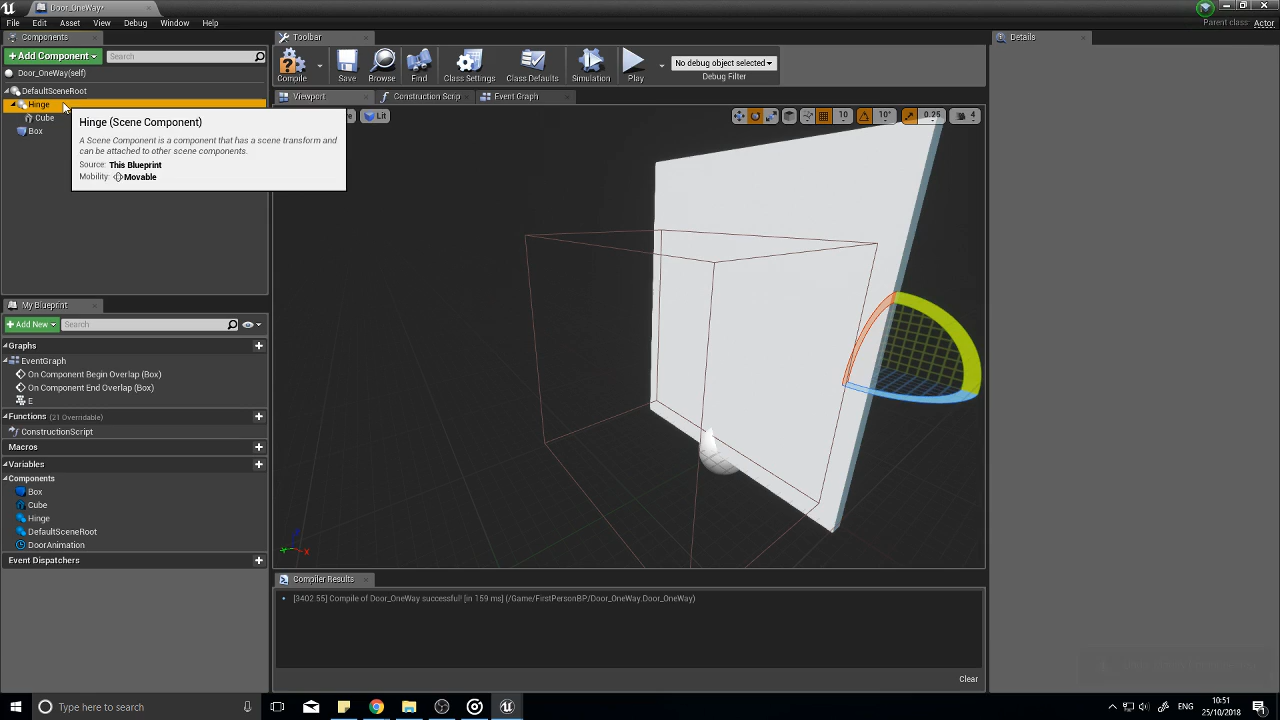 Door_OneWay*
File Edit Asset View Debug Window Help
Parent class: Actor
Components
+ Add Component
Search
Door_OneWay(self)
DefaultSceneRoot
Hinge
Cube
Box
Hinge (Scene Component)
A Scene Component is a component that has a scene transform and
can be attached to other scene components.
Source: This Blueprint
Mobility: Movable
My Blueprint
+ Add New
Search
Graphs
EventGraph
On Component Begin Overlap (Box)
On Component End Overlap (Box)
E
Functions (21 Overridable)
ConstructionScript
Macros
Variables
Components
Box
Cube
Hinge
DefaultSceneRoot
DoorAnimation
Event Dispatchers
Toolbar
Compile Save Browse Find Class Settings Class Defaults Simulation Play
No debug object selected
Debug Filter
Viewport Construction Scrip Event Graph
Lit
10 10° 0.25 4
Compiler Results
[3402.55] Compile of Door_OneWay successful! [in 159 ms] (/Game/FirstPersonBP/Door_OneWay.Door_OneWay)
Clear
Details
Type here to search
ENG
10:51
25/10/2018